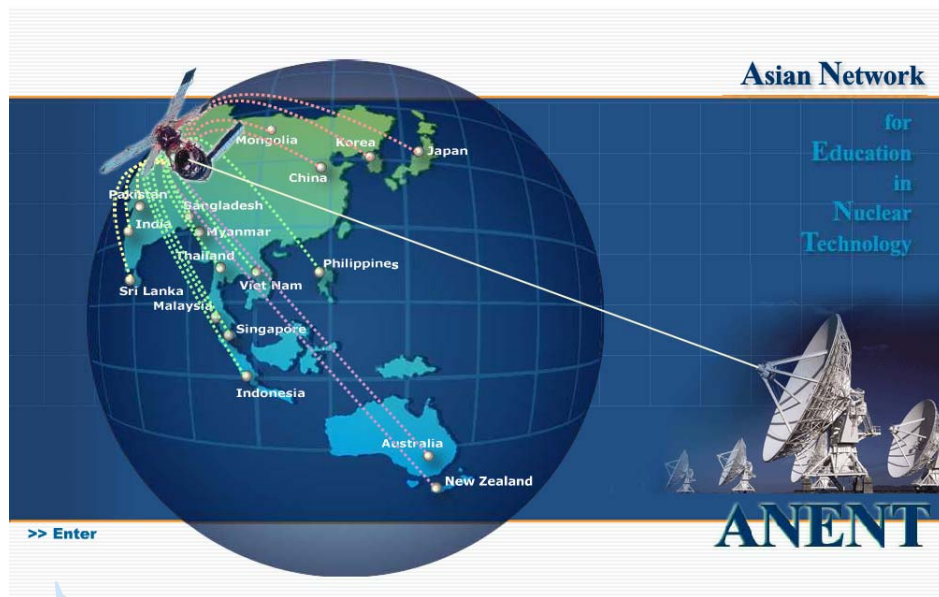 Asian Network
for
Education
in
Nuclear
Technology
Mongolia
Korea
Japan
China
Pakistan
Bangladesh
India
Myanmar
Thailand
Philippines
Sri Lanka
Viet Nam
Malaysia
Singapore
Indonesia
Australia
New Zealand
>> Enter
ANENT